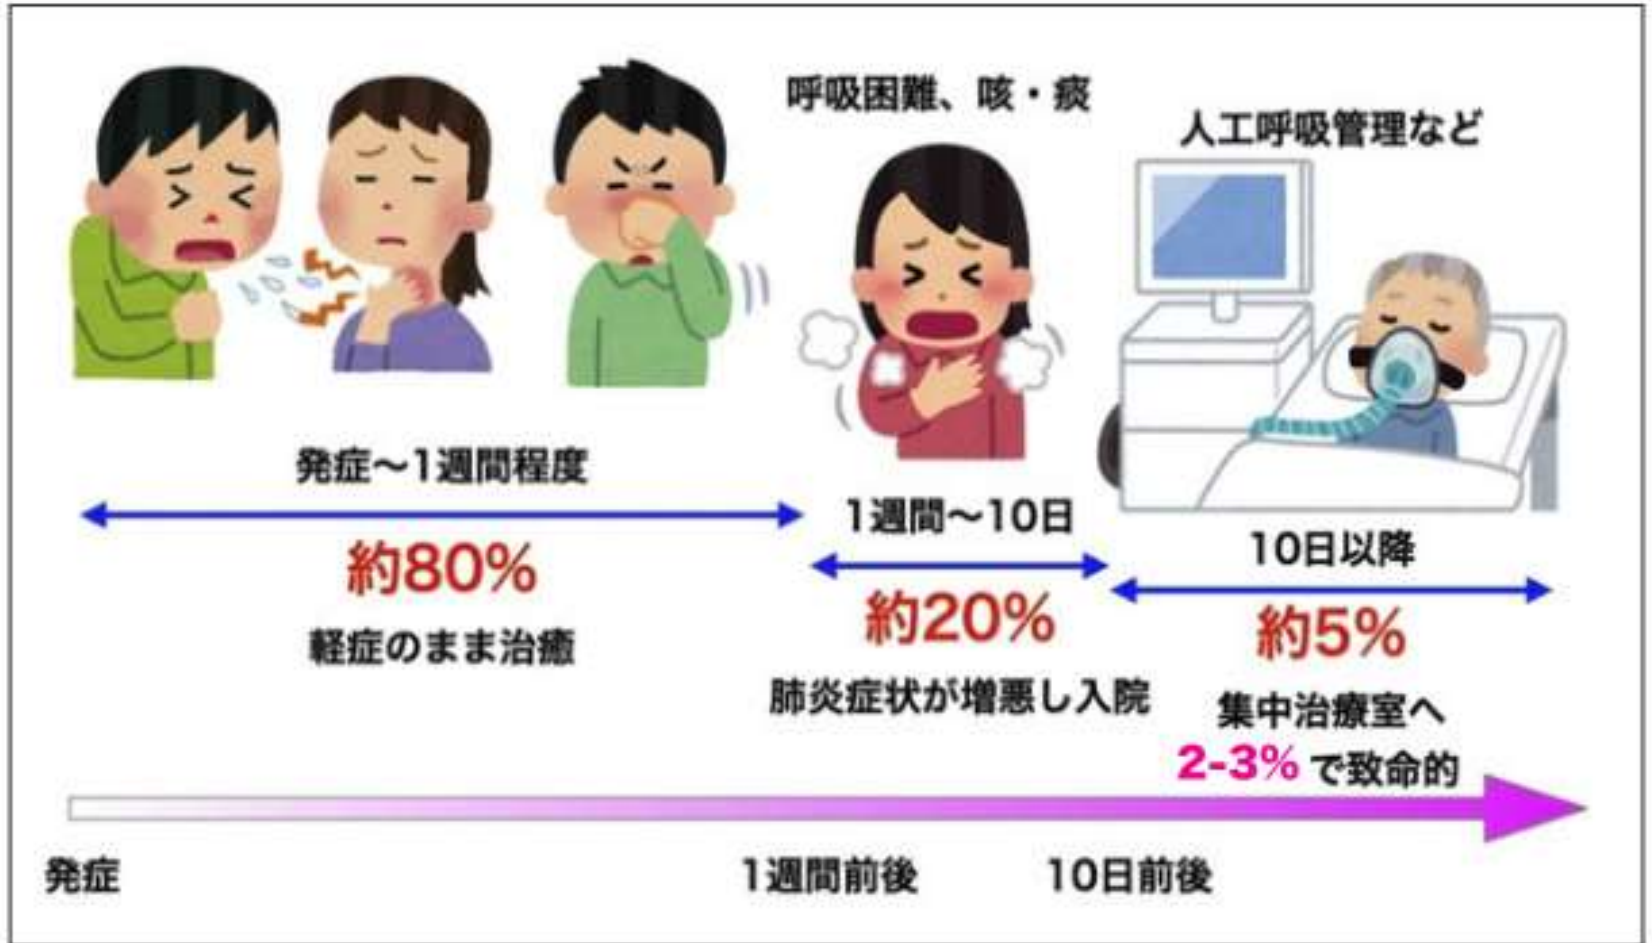 呼吸困難、咳・痰
人工呼吸管理など
発症〜1週間程度
約80%
軽症のまま治癒
1週間〜10日
約20%
肺炎症状が増悪し入院
10日以降
約5%
集中治療室へ
2-3% で致命的
発症
1週間前後
10日前後